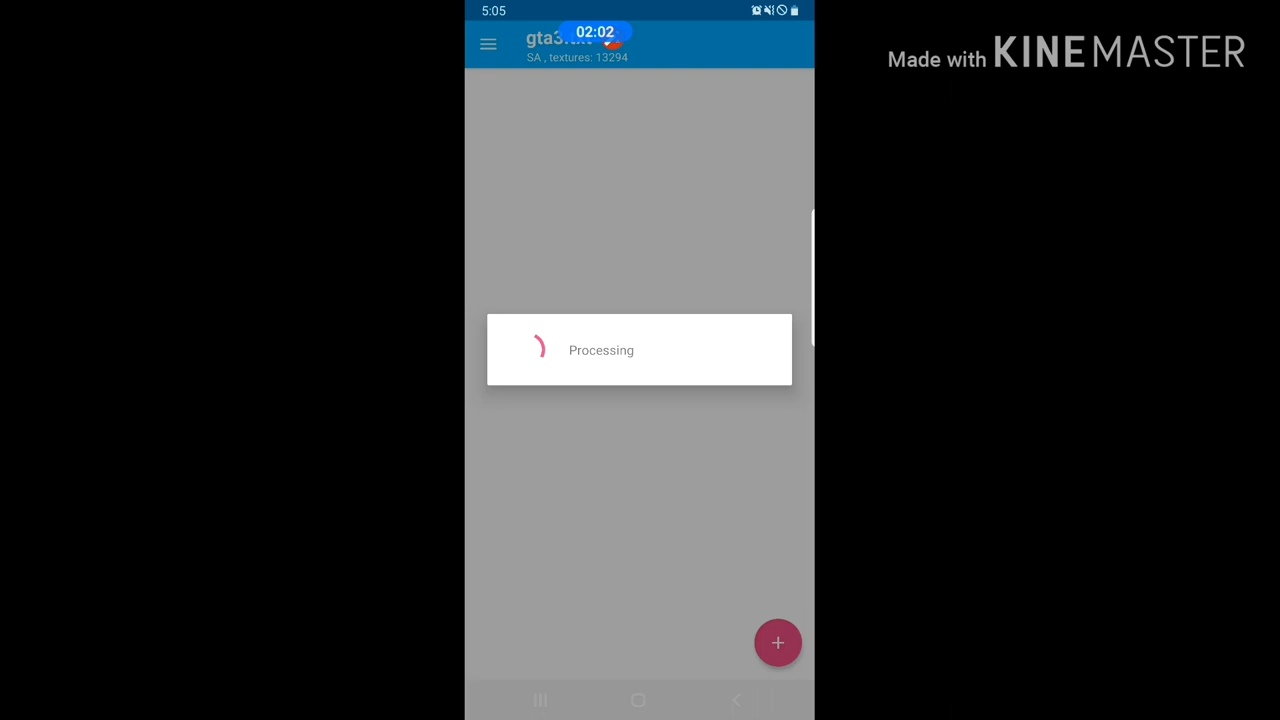 5:05
02:02
SA , textures: 13294
Made with KINEMASTER
Processing